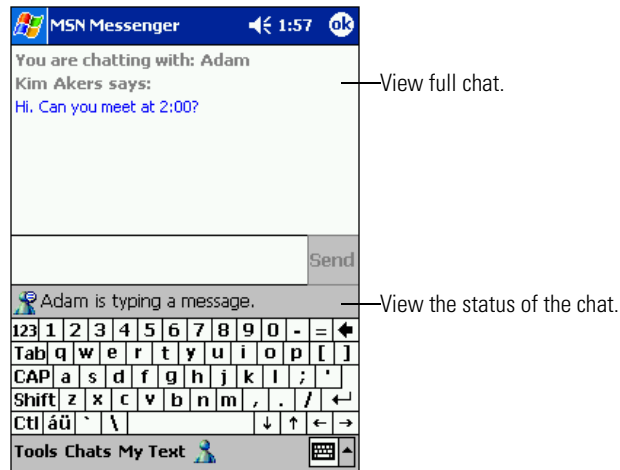 MSN Messenger 1:57 ok
You are chatting with: Adam
Kim Akers says:
View full chat.
Hi. Can you meet at 2:00?
Send
Adam is typing a message.
View the status of the chat.
123 1 2 3 4 5 6 7 8 9 0 - =
Tab q w e r t y u i o p [ ]
CAP a s d f g h j k l ; '
Shift z x c v b n m , . /
Ctl áü ` \
Tools Chats My Text